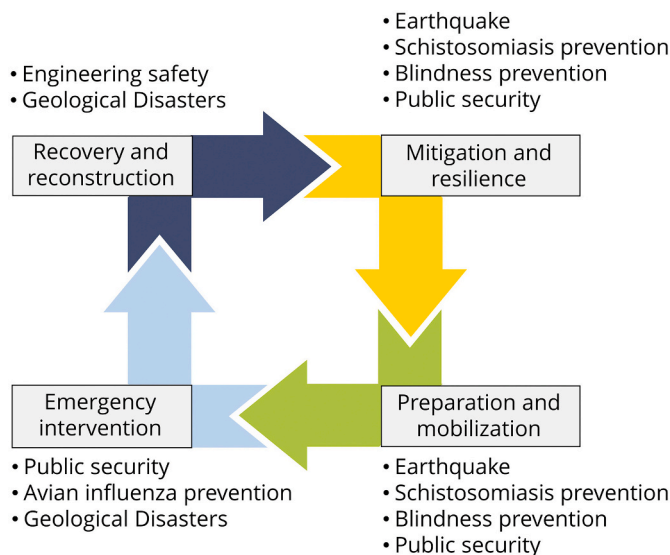 • Earthquake
• Schistosomiasis prevention
• Blindness prevention
• Public security
• Engineering safety
• Geological Disasters
Recovery and
reconstruction
Mitigation and
resilience
Emergency
intervention
Preparation and
mobilization
• Public security
• Avian influenza prevention
• Geological Disasters
• Earthquake
• Schistosomiasis prevention
• Blindness prevention
• Public security